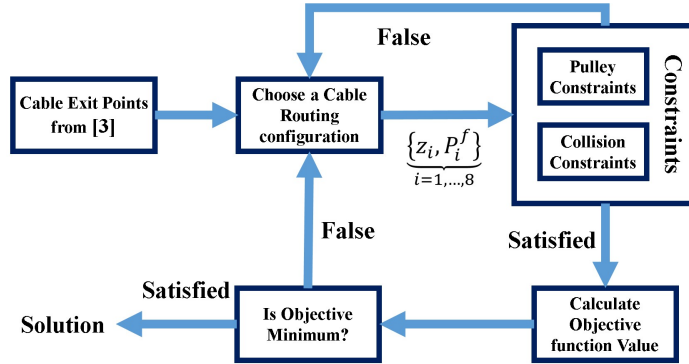 False
Cable Exit Points
from [3]
Choose a Cable
Routing
configuration
{z_i, P_i^f}
i=1,...,8
Pulley
Constraints
Collision
Constraints
Constraints
False
Satisfied
Satisfied
Solution
Is Objective
Minimum?
Calculate
Objective
function Value